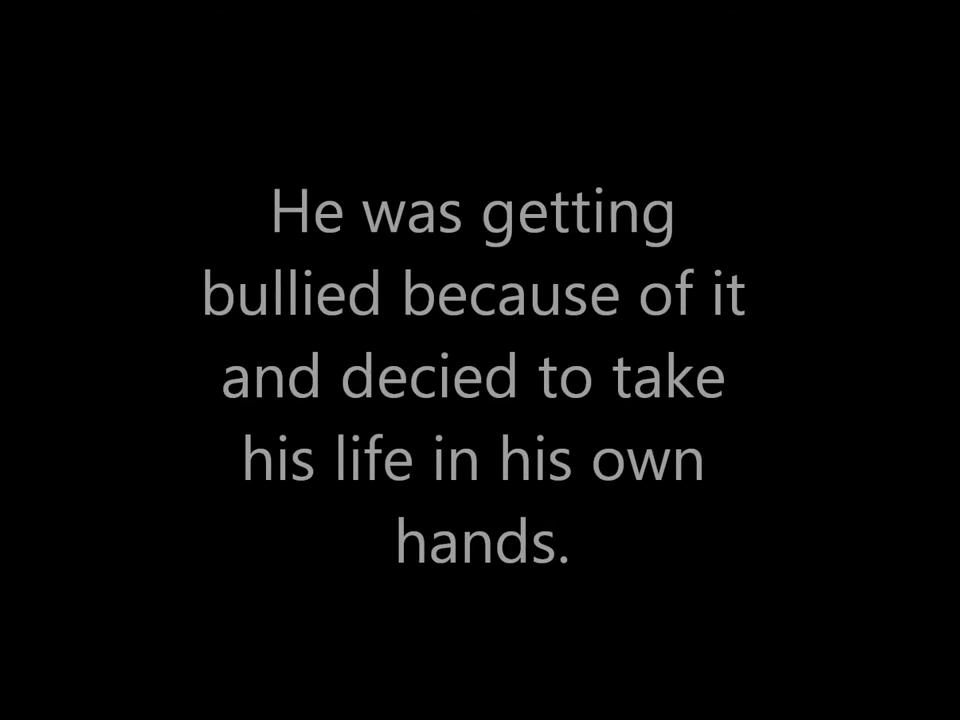 He was getting
bullied because of it
and decied to take
his life in his own
hands.